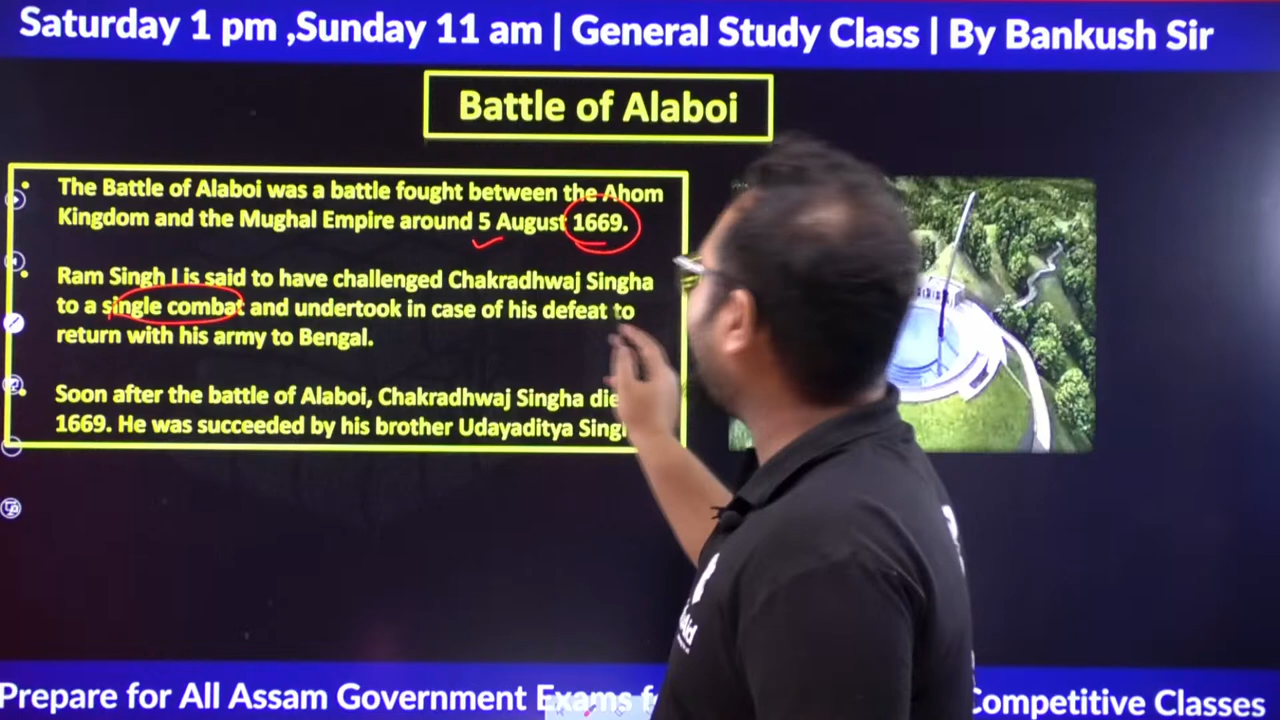 Saturday 1 pm ,Sunday 11 am | General Study Class | By Bankush Sir
Battle of Alaboi
• The Battle of Alaboi was a battle fought between the Ahom
Kingdom and the Mughal Empire around 5 August 1669.
• Ram Singh I is said to have challenged Chakradhwaj Singha
to a single combat and undertook in case of his defeat to
return with his army to Bengal.
• Soon after the battle of Alaboi, Chakradhwaj Singha die
1669. He was succeeded by his brother Udayaditya Sing
Prepare for All Assam Government Exams f
Competitive Classes